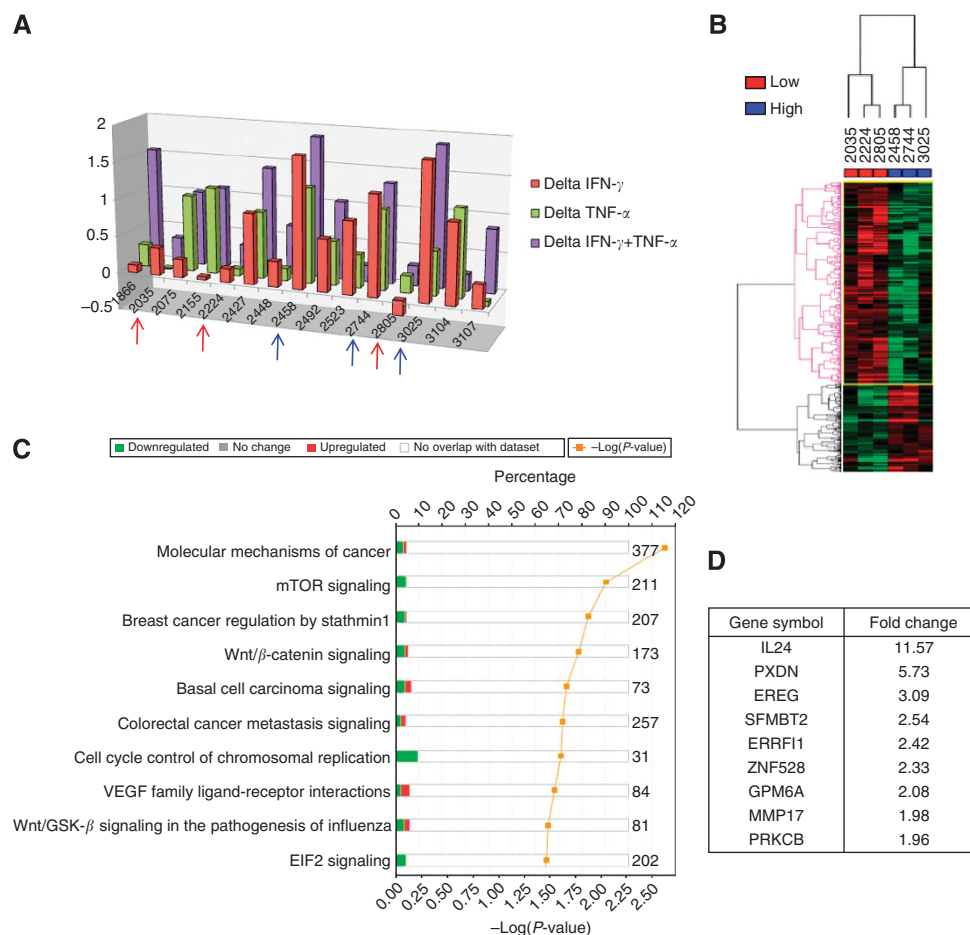 A
2
1.5
1
0.5
0
–0.5
1866
2035
2075
2155
2224
2427
2448
2458
2492
2523
2744
2805
3025
3104
3107
Delta IFN-γ
Delta TNF-α
Delta IFN-γ+TNF-α
B
Low
High
2035
2224
2805
2458
2744
3025
C
Downregulated No change Upregulated No overlap with dataset –Log(P-value)
Percentage
0 10 20 30 40 50 60 70 80 90 100 110 120
Molecular mechanisms of cancer 377
mTOR signaling 211
Breast cancer regulation by stathmin1 207
Wnt/β-catenin signaling 173
Basal cell carcinoma signaling 73
Colorectal cancer metastasis signaling 257
Cell cycle control of chromosomal replication 31
VEGF family ligand-receptor interactions 84
Wnt/GSK-β signaling in the pathogenesis of influenza 81
EIF2 signaling 202
0.00 0.25 0.50 0.75 1.00 1.25 1.50 1.75 2.00 2.25 2.50
–Log(P-value)
D
Gene symbol Fold change
IL24 11.57
PXDN 5.73
EREG 3.09
SFMBT2 2.54
ERRFI1 2.42
ZNF528 2.33
GPM6A 2.08
MMP17 1.98
PRKCB 1.96